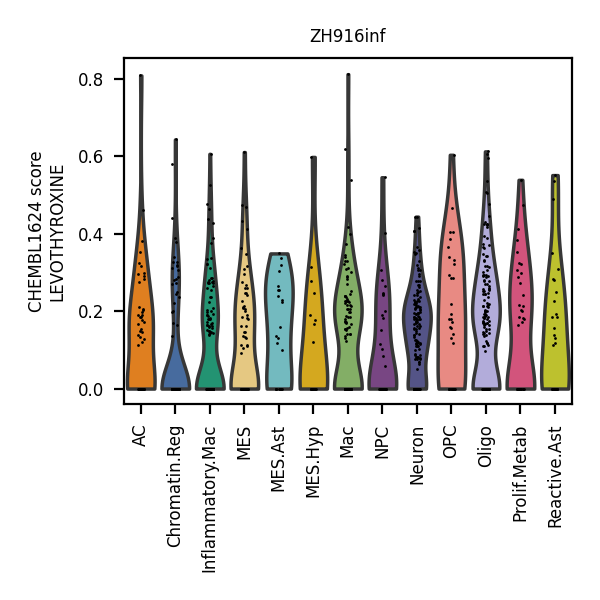 ZH916inf
CHEMBL1624 score
LEVOTHYROXINE
0.8
0.6
0.4
0.2
0.0
AC
Chromatin.Reg
Inflammatory.Mac
MES
MES.Ast
MES.Hyp
Mac
NPC
Neuron
OPC
Oligo
Prolif.Metab
Reactive.Ast